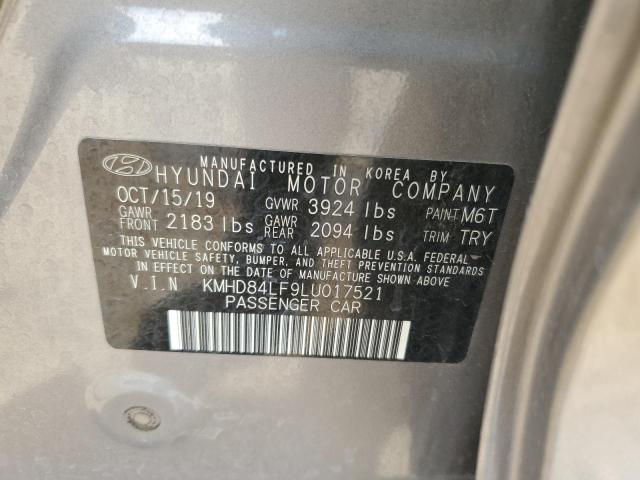 MANUFACTURED IN KOREA BY
HYUNDAI MOTOR COMPANY
OCT/15/19 GVWR 3924 lbs PAINT M6T
GAWR FRONT 2183 lbs GAWR REAR 2094 lbs TRIM TRY
THIS VEHICLE CONFORMS TO ALL APPLICABLE U.S.A. FEDERAL
MOTOR VEHICLE SAFETY, BUMPER, AND THEFT PREVENTION STANDARDS
IN EFFECT ON THE DATE OF MANUFACTURE SHOWN ABOVE.
V.I.N KMHD84LF9LU017521
PASSENGER CAR